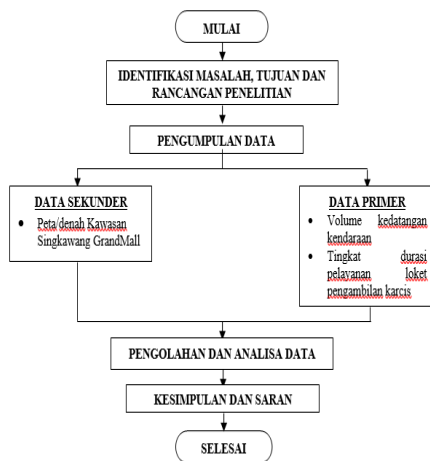 MULAI
IDENTIFIKASI MASALAH, TUJUAN DAN
RANCANGAN PENELITIAN
PENGUMPULAN DATA
DATA SEKUNDER
• Peta/denah Kawasan
Singkawang GrandMall
DATA PRIMER
• Volume kedatangan
kendaraan
• Tingkat durasi
pelayanan loket
pengambilan karcis
PENGOLAHAN DAN ANALISA DATA
KESIMPULAN DAN SARAN
SELESAI